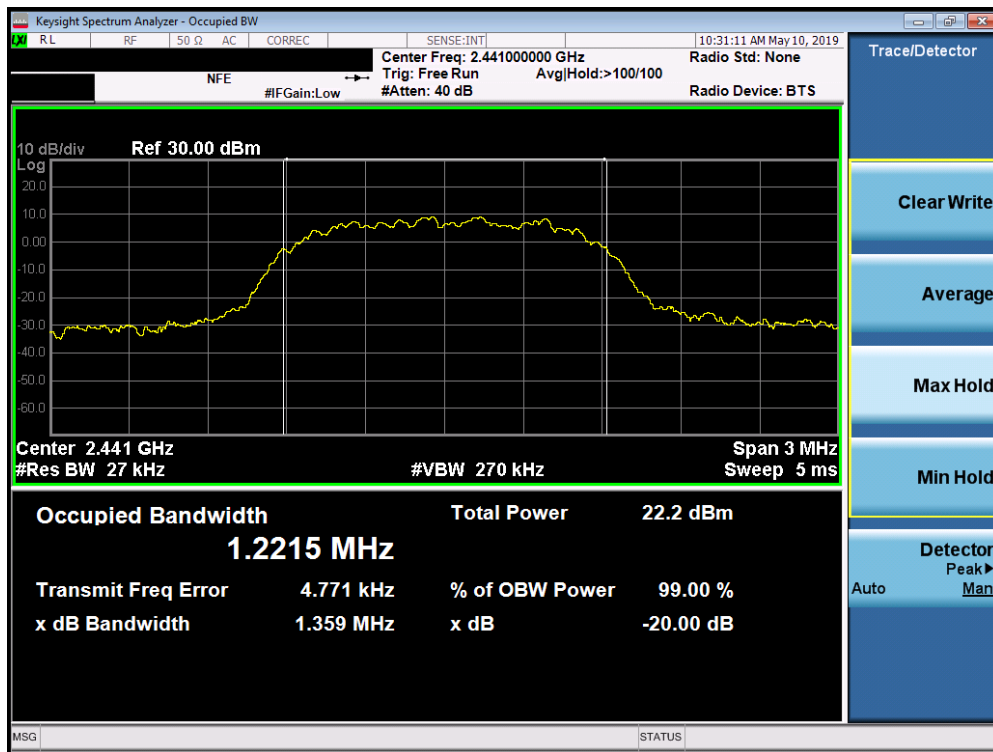 Keysight Spectrum Analyzer - Occupied BW
LXI RL RF 50 Ω AC CORREC SENSE:INT 10:31:11 AM May 10, 2019
Center Freq: 2.441000000 GHz Radio Std: None
NFE Trig: Free Run Avg|Hold:>100/100
#IFGain:Low #Atten: 40 dB Radio Device: BTS
10 dB/div Ref 30.00 dBm
Log
20.0
10.0
0.00
-10.0
-20.0
-30.0
-40.0
-50.0
-60.0
Center 2.441 GHz Span 3 MHz
#Res BW 27 kHz #VBW 270 kHz Sweep 5 ms
Occupied Bandwidth Total Power 22.2 dBm
1.2215 MHz
Transmit Freq Error 4.771 kHz % of OBW Power 99.00 %
x dB Bandwidth 1.359 MHz x dB -20.00 dB
MSG STATUS
Trace/Detector
Clear Write
Average
Max Hold
Min Hold
Detector
Peak▶
Auto Man